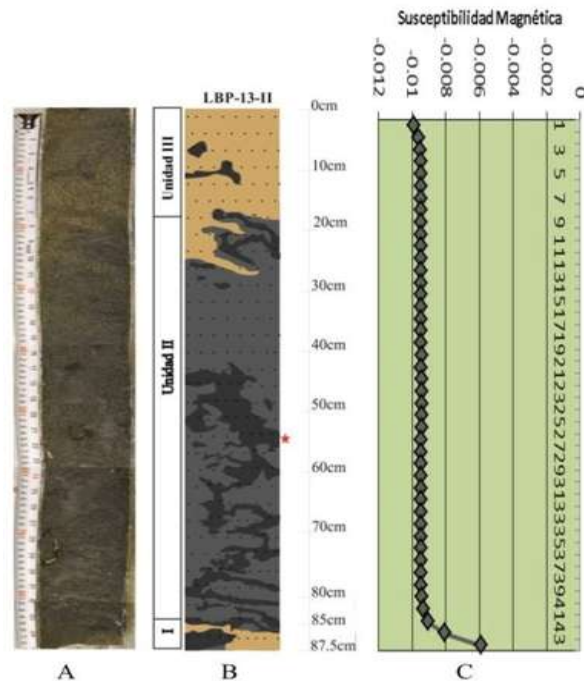 Susceptibilidad Magnética
-0.012
-0.01
-0.008
-0.006
-0.004
-0.002
0
LBP-13-II
0cm
10cm
20cm
30cm
40cm
50cm
60cm
70cm
80cm
85cm
87.5cm
Unidad III
Unidad II
I
1
3
5
7
9
11
13
15
17
19
21
23
25
27
29
31
33
35
37
39
41
43
A
B
C